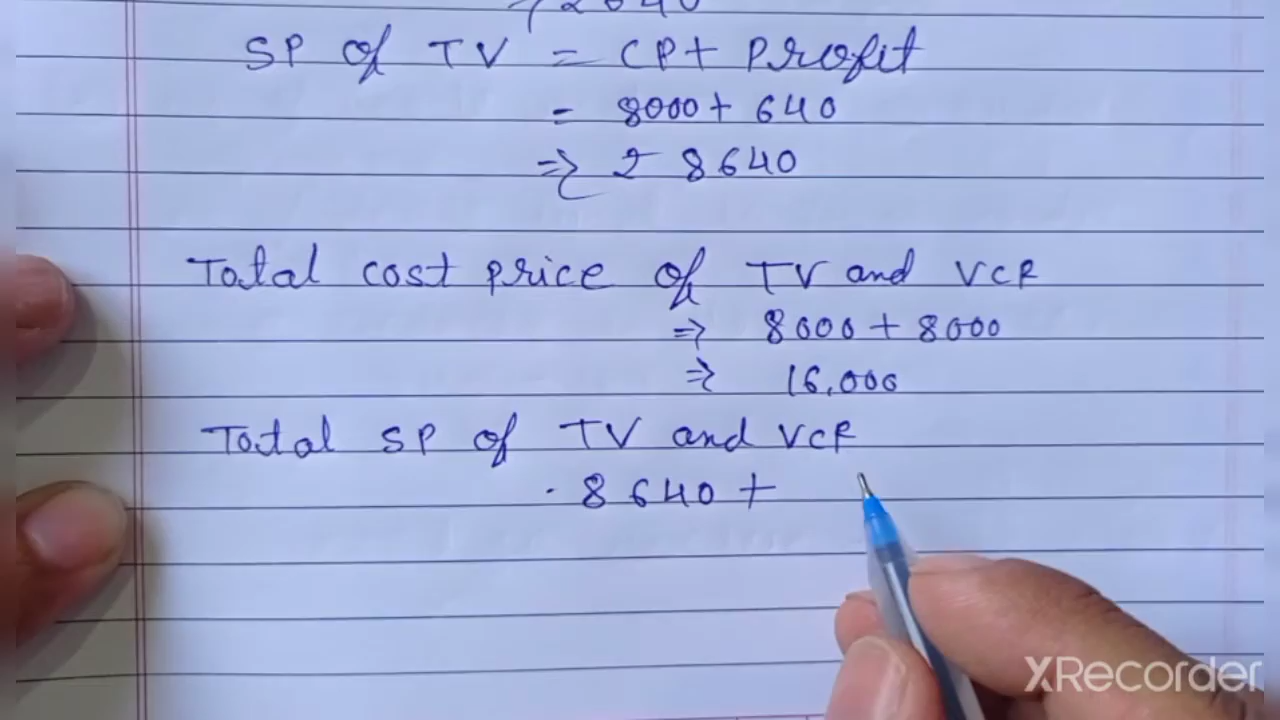 SP of TV = CP + Profit
= 8000 + 640
⇒ ₹ 8640
Total cost price of TV and VCR
⇒ 8000 + 8000
⇒ 16,000
Total SP of TV and VCR
8640 +
XRecorder